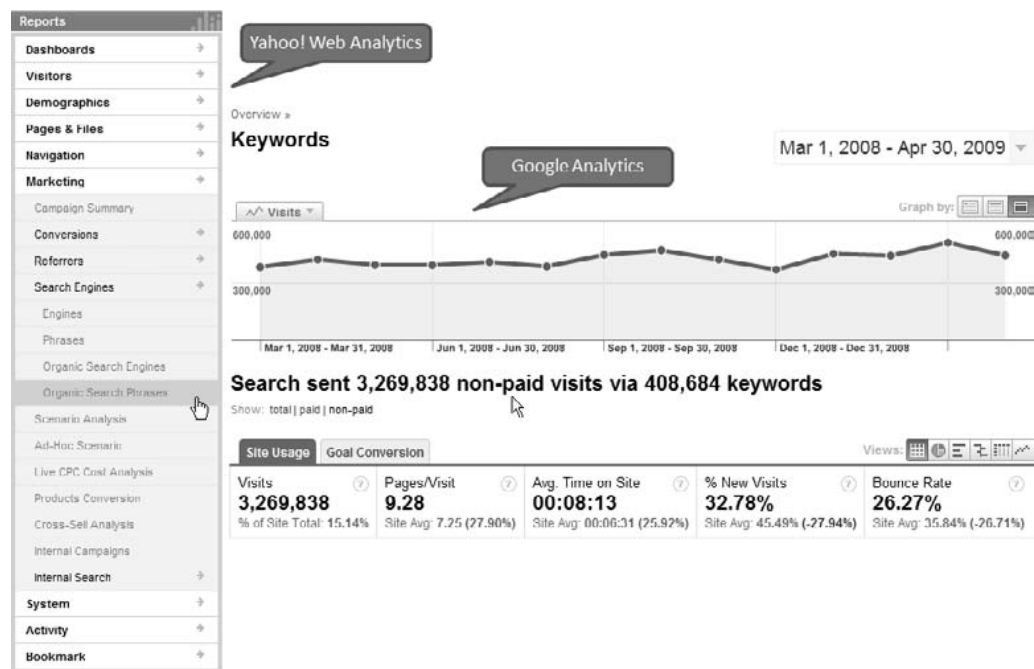 Reports
Dashboards
Visitors
Demographics
Pages & Files
Navigation
Marketing
Campaign Summary
Conversions
Referrers
Search Engines
Engines
Phrases
Organic Search Engines
Organic Search Phrases
Scenario Analysis
Ad-Hoc Scenario
Live CPC Cost Analysis
Products Conversion
Cross-Sell Analysis
Internal Campaigns
Internal Search
System
Activity
Bookmark
Yahoo! Web Analytics
Overview »
Keywords
Mar 1, 2008 - Apr 30, 2009
Google Analytics
Visits
Graph by:
600,000 600,000
300,000 300,000
Mar 1, 2008 - Mar 31, 2008 Jun 1, 2008 - Jun 30, 2008 Sep 1, 2008 - Sep 30, 2008 Dec 1, 2008 - Dec 31, 2008
Search sent 3,269,838 non-paid visits via 408,684 keywords
Show: total | paid | non-paid
Site Usage Goal Conversion Views:
Visits Pages/Visit Avg. Time on Site % New Visits Bounce Rate
3,269,838 9.28 00:08:13 32.78% 26.27%
% of Site Total: 15.14% Site Avg: 7.25 (27.90%) Site Avg: 00:06:31 (25.92%) Site Avg: 45.49% (-27.94%) Site Avg: 35.84% (-26.71%)